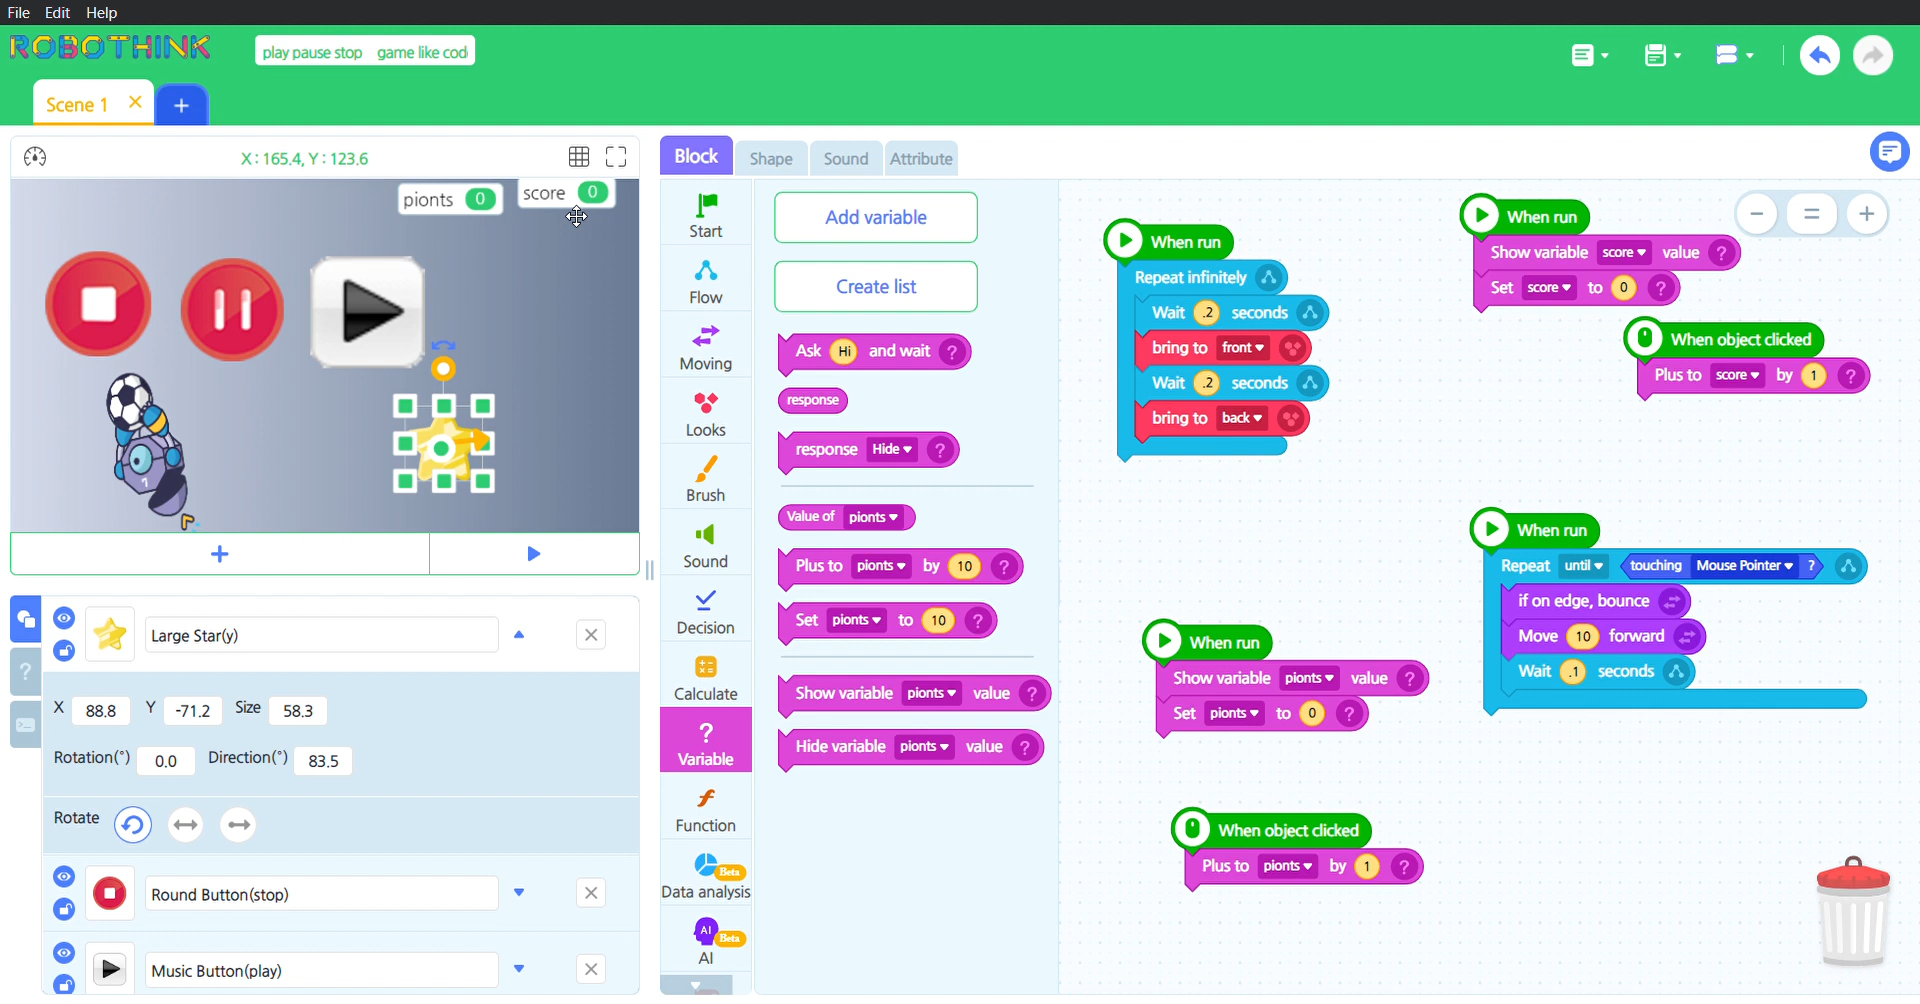 File Edit Help
ROBOTHINK
play pause stop game like cod
Scene 1
+
X : 165.4, Y : 123.6
pionts 0
score 0
1
Large Star(y)
X 88.8 Y -71.2 Size 58.3
Rotation(°) 0.0 Direction(°) 83.5
Rotate
Round Button(stop)
Music Button(play)
Block Shape Sound Attribute
Start
Flow
Moving
Looks
Brush
Sound
Decision
Calculate
? Variable
f Function
Beta
Data analysis
AI Beta
AI
Add variable
Create list
Ask Hi and wait ?
response
response Hide ?
Value of pionts
Plus to pionts by 10 ?
Set pionts to 10 ?
Show variable pionts value ?
Hide variable pionts value ?
When run
Repeat infinitely
Wait .2 seconds
bring to front
Wait .2 seconds
bring to back
When run
Show variable score value ?
Set score to 0 ?
When object clicked
Plus to score by 1 ?
When run
Repeat until touching Mouse Pointer ?
if on edge, bounce
Move 10 forward
Wait .1 seconds
When run
Show variable pionts value ?
Set pionts to 0 ?
When object clicked
Plus to pionts by 1 ?